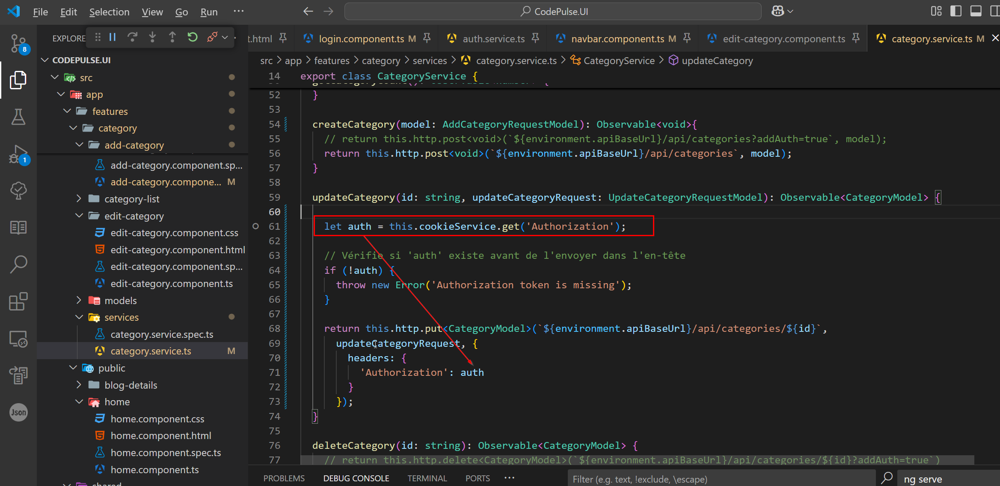 File Edit Selection View Go Run ···
CodePulse.UI
EXPLORE
t.html
login.component.ts M
auth.service.ts
navbar.component.ts M
edit-category.component.ts
category.service.ts M
src > app > features > category > services > category.service.ts > CategoryService > updateCategory
8
1
Json
CODEPULSE.UI
src
app
features
category
add-category
add-category.component.sp...
add-category.compone... M
category-list
edit-category
edit-category.component.css
edit-category.component.html
edit-category.component.sp...
edit-category.component.ts
models
services
category.service.spec.ts
category.service.ts M
public
blog-details
home
home.component.css
home.component.html
home.component.spec.ts
home.component.ts
shared
14 export class CategoryService {
52 }
53
54 createCategory(model: AddCategoryRequestModel): Observable<void>{
55 // return this.http.post<void>(`${environment.apiBaseUrl}/api/categories?addAuth=true`, model);
56 return this.http.post<void>(`${environment.apiBaseUrl}/api/categories`, model);
57 }
58
59 updateCategory(id: string, updateCategoryRequest: UpdateCategoryRequestModel): Observable<CategoryModel> {
60
61 let auth = this.cookieService.get('Authorization');
62
63 // Vérifie si 'auth' existe avant de l'envoyer dans l'en-tête
64 if (!auth) {
65 throw new Error('Authorization token is missing');
66 }
67
68 return this.http.put<CategoryModel>(`${environment.apiBaseUrl}/api/categories/${id}`,
69 updateCategoryRequest, {
70 headers: {
71 'Authorization': auth
72 }
73 });
74 }
75
76 deleteCategory(id: string): Observable<CategoryModel> {
77 // return this.http.delete<CategoryModel>(`${environment.apiBaseUrl}/api/categories/${id}?addAuth=true`)
PROBLEMS DEBUG CONSOLE TERMINAL PORTS ···
Filter (e.g. text, !exclude, \escape)
ng serve